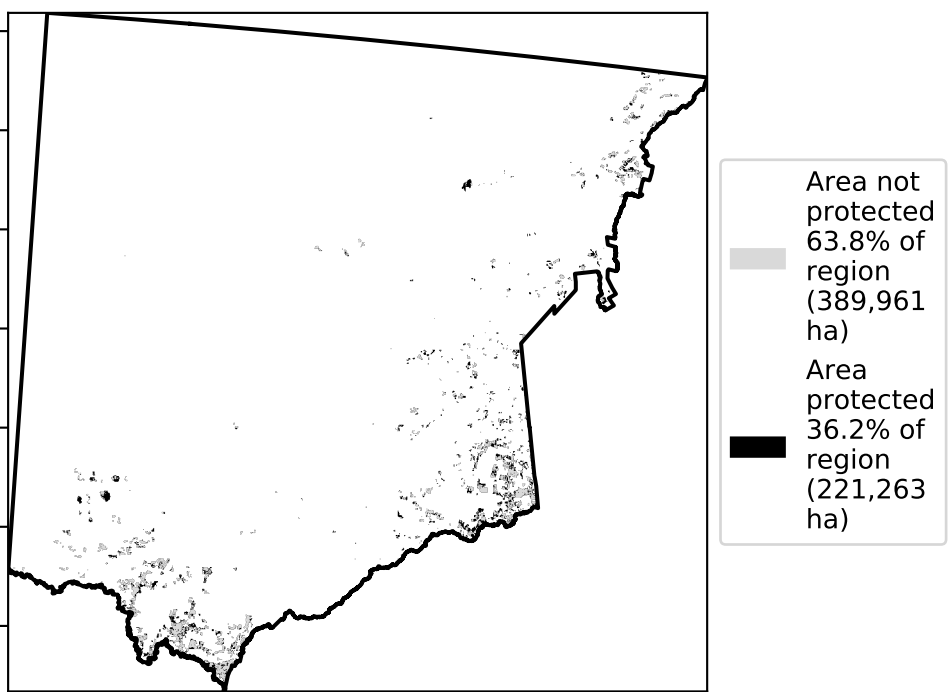 Area not
protected
63.8% of
region
(389,961
ha)
Area
protected
36.2% of
region
(221,263
ha)